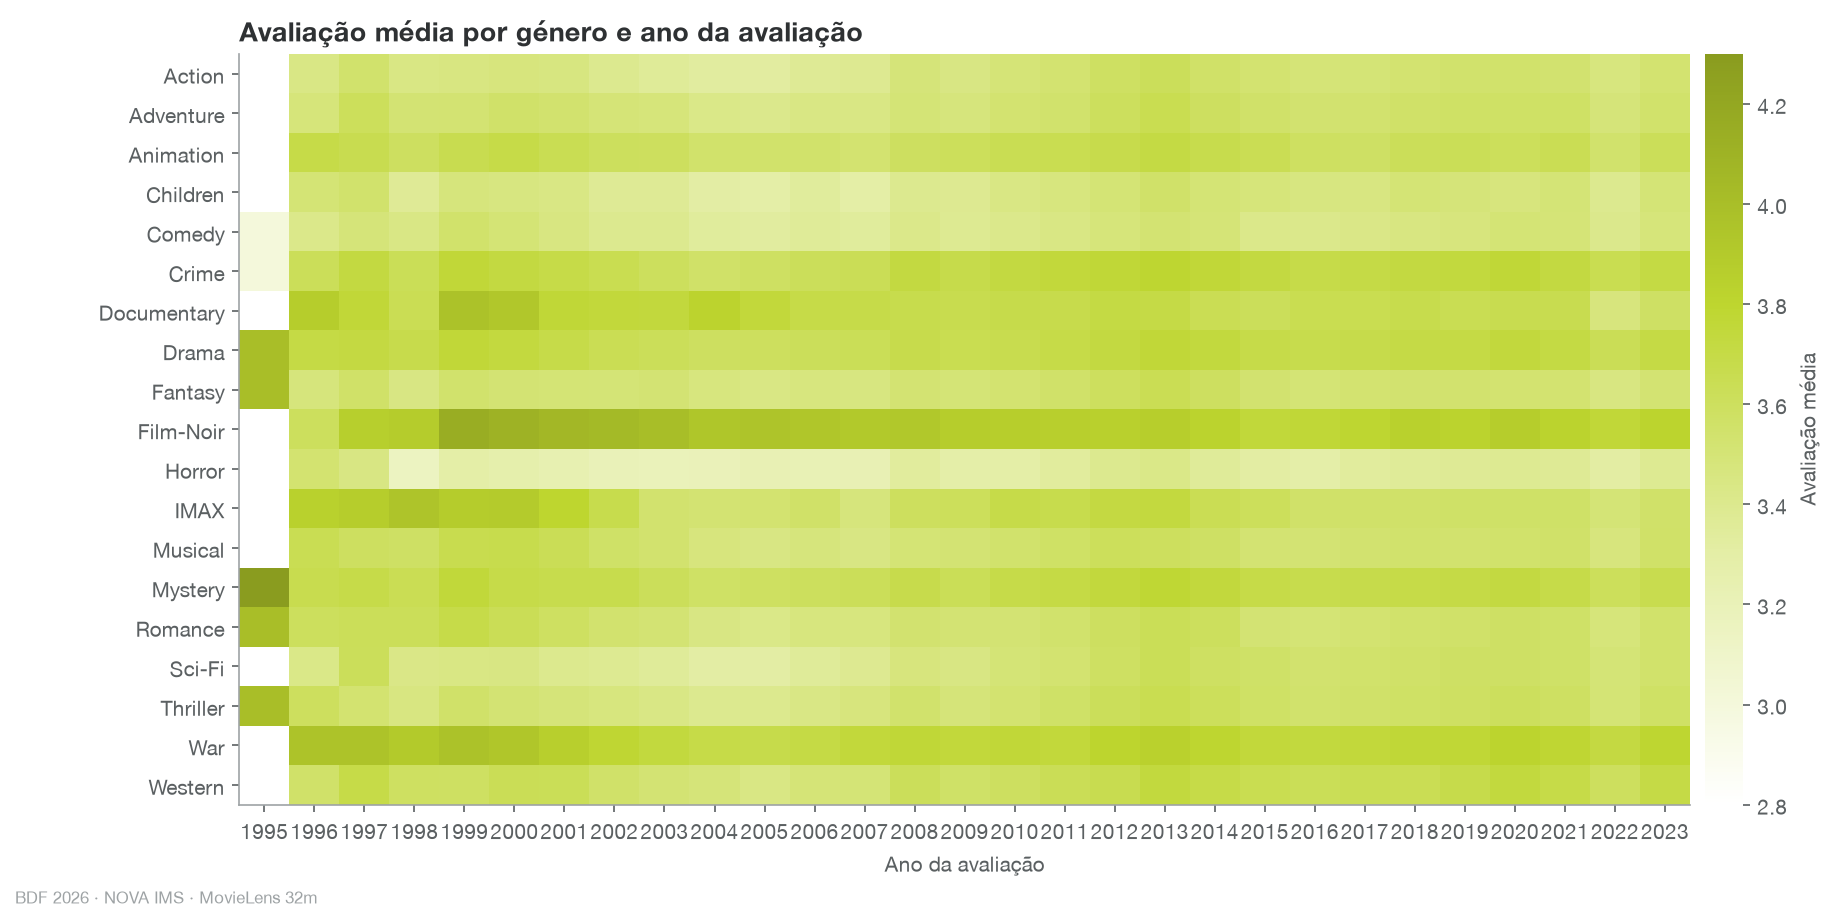 Avaliação média por género e ano da avaliação
Action
Adventure
Animation
Children
Comedy
Crime
Documentary
Drama
Fantasy
Film-Noir
Horror
IMAX
Musical
Mystery
Romance
Sci-Fi
Thriller
War
Western
1995 1996 1997 1998 1999 2000 2001 2002 2003 2004 2005 2006 2007 2008 2009 2010 2011 2012 2013 2014 2015 2016 2017 2018 2019 2020 2021 2022 2023
Ano da avaliação
4.2
4.0
3.8
3.6
3.4
3.2
3.0
2.8
Avaliação média
BDF 2026 · NOVA IMS · MovieLens 32m